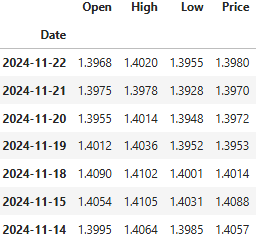 Open High Low Price
Date
2024-11-22 1.3968 1.4020 1.3955 1.3980
2024-11-21 1.3975 1.3978 1.3928 1.3970
2024-11-20 1.3955 1.4014 1.3948 1.3972
2024-11-19 1.4012 1.4036 1.3952 1.3953
2024-11-18 1.4090 1.4102 1.4001 1.4014
2024-11-15 1.4054 1.4105 1.4031 1.4088
2024-11-14 1.3995 1.4064 1.3985 1.4057